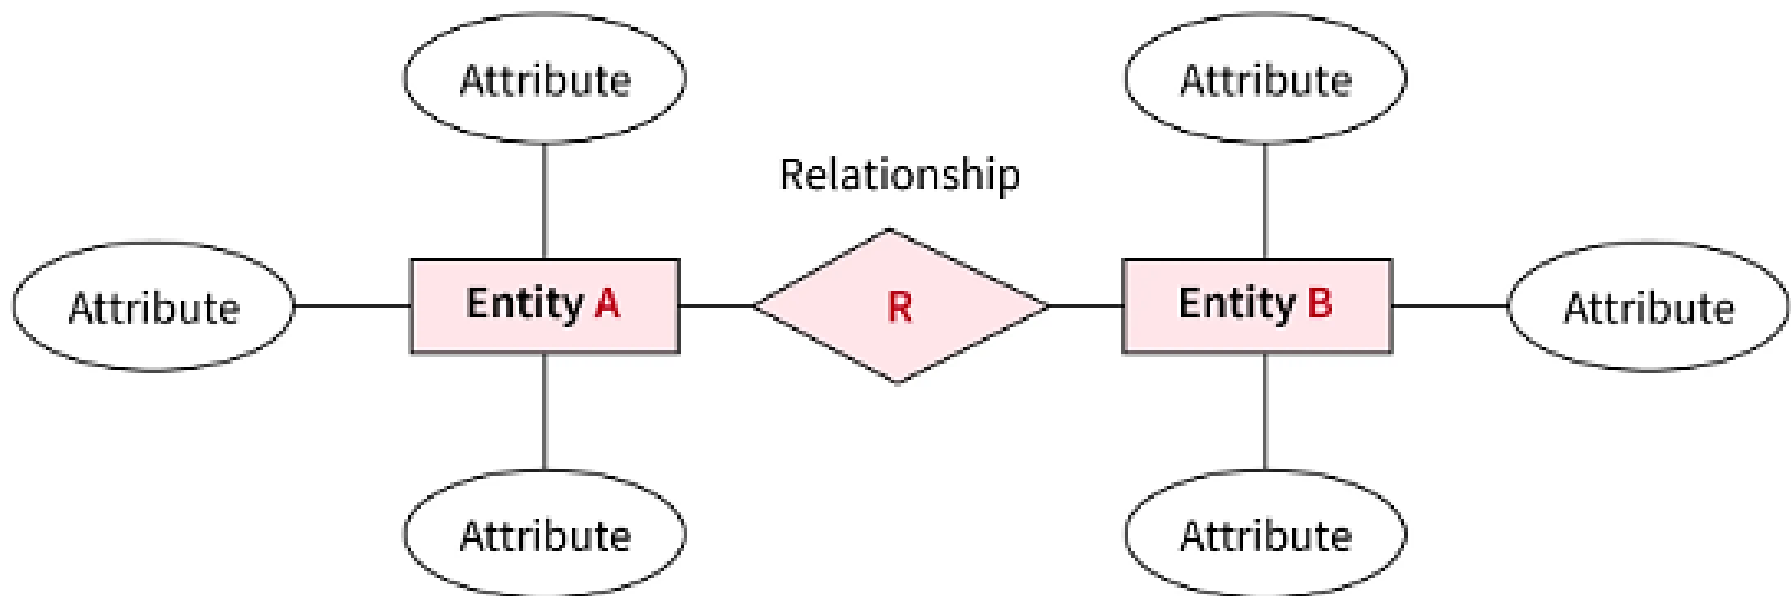 Attribute
Attribute
Relationship
Attribute
Entity A
R
Entity B
Attribute
Attribute
Attribute